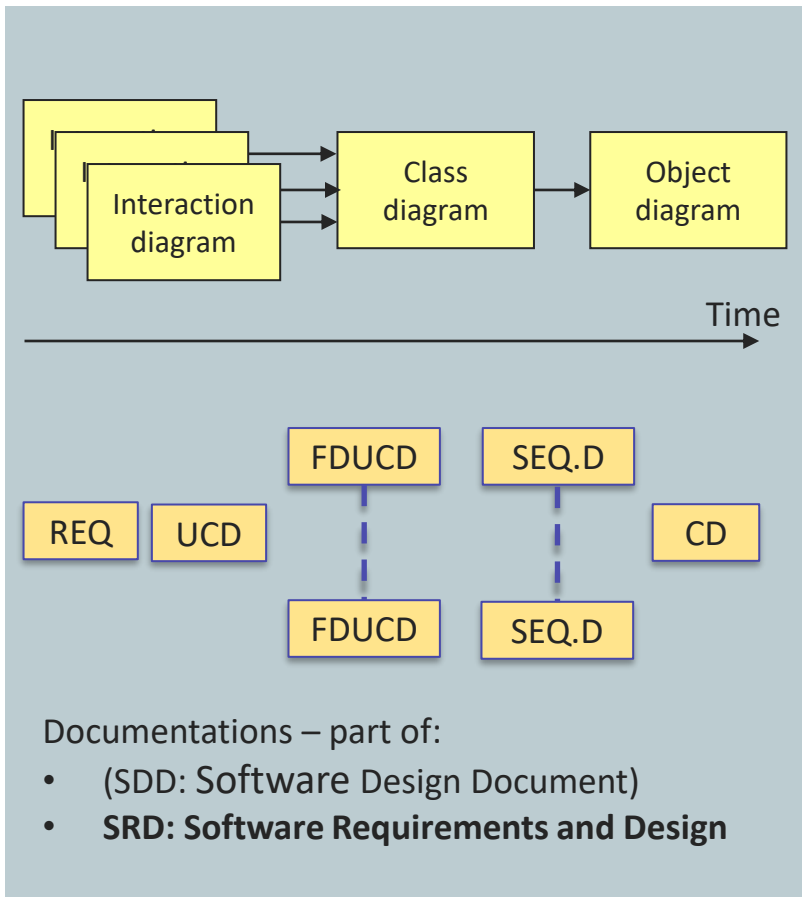 Interaction
diagram
Class
diagram
Object
diagram
Time
FDUCD
SEQ.D
REQ
UCD
CD
FDUCD
SEQ.D
Documentations – part of:
• (SDD: Software Design Document)
• SRD: Software Requirements and Design